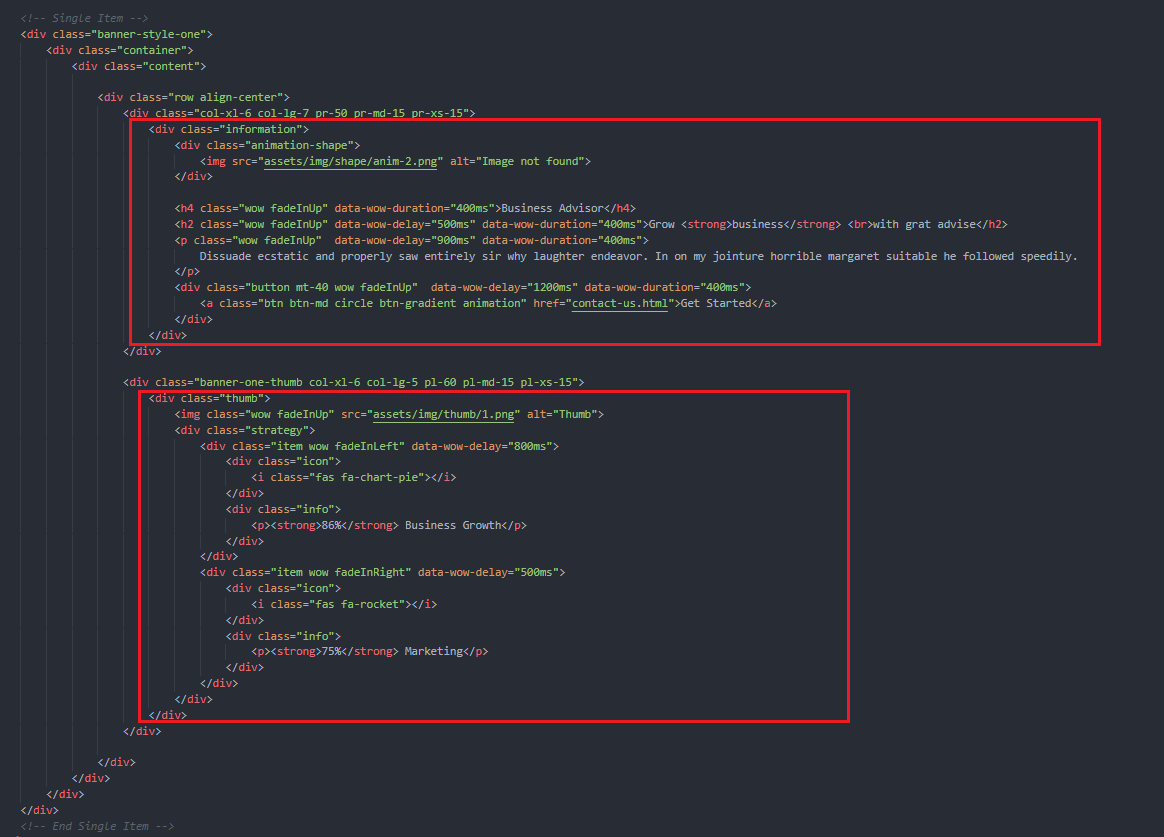 <!-- Single Item -->
<div class="banner-style-one">
<div class="container">
<div class="content">
<div class="row align-center">
<div class="col-xl-6 col-lg-7 pr-50 pr-md-15 pr-xs-15">
<div class="information">
<div class="animation-shape">
<img src="assets/img/shape/anim-2.png" alt="Image not found">
</div>
<h4 class="wow fadeInUp" data-wow-duration="400ms">Business Advisor</h4>
<h2 class="wow fadeInUp" data-wow-delay="500ms" data-wow-duration="400ms">Grow <strong>business</strong> <br>with grat advise</h2>
<p class="wow fadeInUp"  data-wow-delay="900ms" data-wow-duration="400ms">
Dissuade ecstatic and properly saw entirely sir why laughter endeavor. In on my jointure horrible margaret suitable he followed speedily.
</p>
<div class="button mt-40 wow fadeInUp"  data-wow-delay="1200ms" data-wow-duration="400ms">
<a class="btn btn-md circle btn-gradient animation" href="contact-us.html">Get Started</a>
</div>
</div>
</div>
<div class="banner-one-thumb col-xl-6 col-lg-5 pl-60 pl-md-15 pl-xs-15">
<div class="thumb">
<img class="wow fadeInUp" src="assets/img/thumb/1.png" alt="Thumb">
<div class="strategy">
<div class="item wow fadeInLeft" data-wow-delay="800ms">
<div class="icon">
<i class="fas fa-chart-pie"></i>
</div>
<div class="info">
<p><strong>86%</strong> Business Growth</p>
</div>
</div>
<div class="item wow fadeInRight" data-wow-delay="500ms">
<div class="icon">
<i class="fas fa-rocket"></i>
</div>
<div class="info">
<p><strong>75%</strong> Marketing</p>
</div>
</div>
</div>
</div>
</div>
</div>
</div>
</div>
</div>
<!-- End Single Item -->